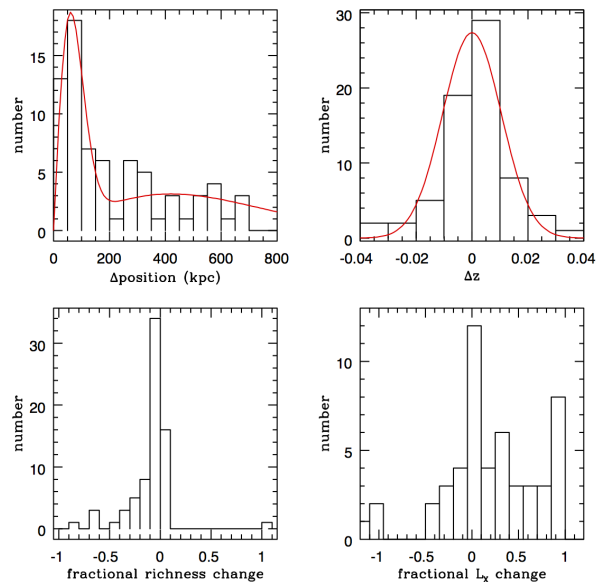 15
10
5
0
number
0 200 400 600 800
Δposition (kpc)
30
20
10
0
number
-0.04 -0.02 0 0.02 0.04
Δz
30
20
10
0
number
-1 -0.5 0 0.5 1
fractional richness change
10
5
0
number
-1 -0.5 0 0.5 1
fractional Lx change